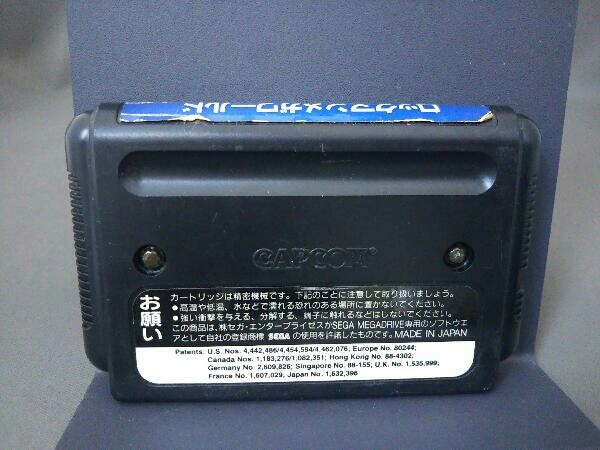 ロックマンメガワールド
CAPCOM
お願い
カートリッジは精密機械です。下記のことに注意して取り扱いましょう。
●高温や低温、水などで濡れる恐れのある場所に置かないでください。
●強い衝撃を与える、分解する、端子に触れるなどはしないでください。
この商品は、㈱セガ・エンタープライゼスがSEGA MEGADRIVE専用のソフトウエ
アとして自社の登録商標 SEGA の使用を許諾したものです。 MADE IN JAPAN
Patents: U.S. Nos. 4,442,486/4,454,594/4,462,076; Europe No. 80244;
Canada Nos. 1,183,276/1,082,351; Hong Kong No. 88-4302;
Germany No. 2,609,826; Singapore No. 88-155; U.K. No. 1,535,999;
France No. 1,607,029; Japan No. 1,632,396